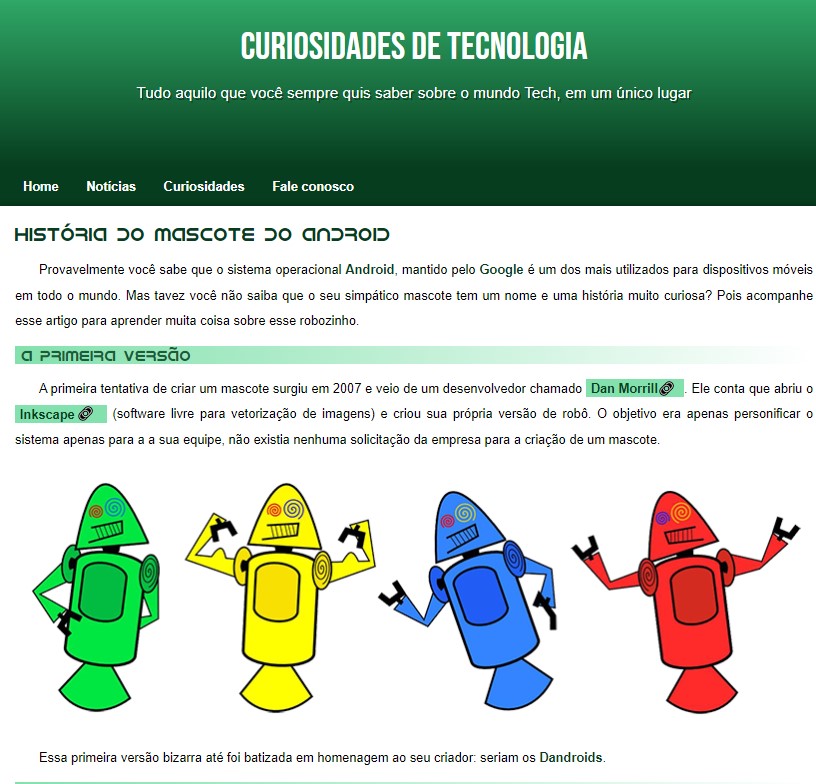 CURIOSIDADES DE TECNOLOGIA
Tudo aquilo que você sempre quis saber sobre o mundo Tech, em um único lugar
Home Notícias Curiosidades Fale conosco
História do Mascote do Android
Provavelmente você sabe que o sistema operacional Android, mantido pelo Google é um dos mais utilizados para dispositivos móveis
em todo o mundo. Mas tavez você não saiba que o seu simpático mascote tem um nome e uma história muito curiosa? Pois acompanhe
esse artigo para aprender muita coisa sobre esse robozinho.
A primeira versão
A primeira tentativa de criar um mascote surgiu em 2007 e veio de um desenvolvedor chamado Dan Morrill. Ele conta que abriu o
Inkscape (software livre para vetorização de imagens) e criou sua própria versão de robô. O objetivo era apenas personificar o
sistema apenas para a a sua equipe, não existia nenhuma solicitação da empresa para a criação de um mascote.
Essa primeira versão bizarra até foi batizada em homenagem ao seu criador: seriam os Dandroids.